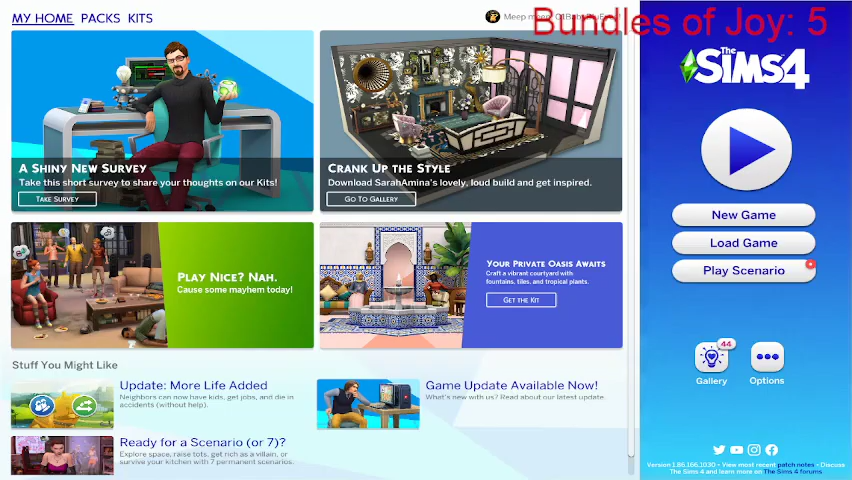 MY HOME PACKS KITS
Bundles of Joy: 5
A SHINY NEW SURVEY
Take this short survey to share your thoughts on our Kits!
TAKE SURVEY
CRANK UP THE STYLE
Download SarahAmina's lovely, loud build and get inspired.
GO TO GALLERY
PLAY NICE? NAH.
Cause some mayhem today!
YOUR PRIVATE OASIS AWAITS
Craft a vibrant courtyard with
fountains, tiles, and tropical plants.
GET THE KIT
Stuff You Might Like
Update: More Life Added
Neighbors can now have kids, get jobs, and die in
accidents (without help).
Game Update Available Now!
What's new with us? Read about our latest update.
Ready for a Scenario (or 7)?
Explore space, raise tots, get rich as a villain, or
survive your kitchen with 7 permanent scenarios.
The SIMS 4
New Game
Load Game
Play Scenario
44
Gallery
Options
Version 1.86.166.1030 - View most recent patch notes - Discuss
The Sims 4 and learn more on The Sims 4 forums